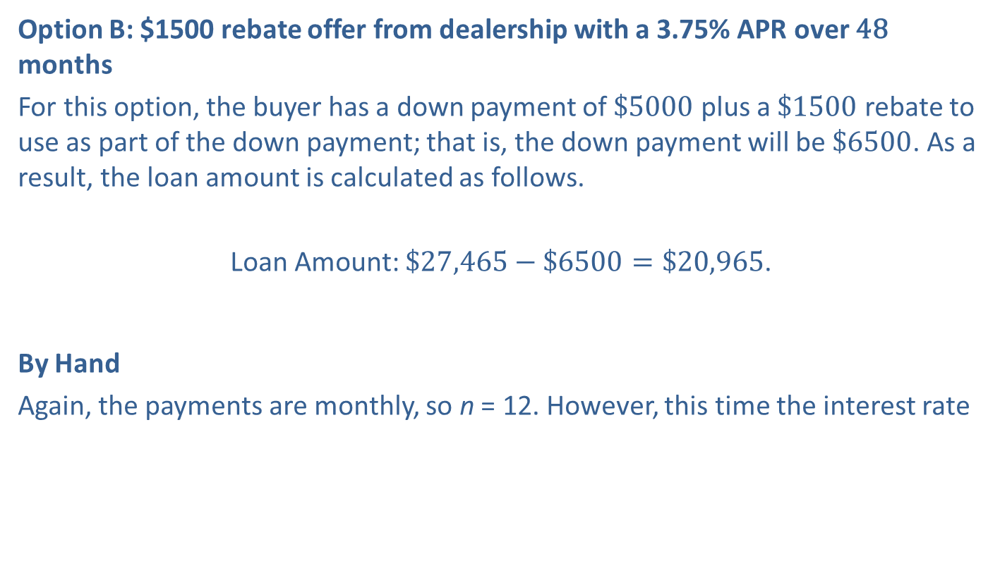 Option B: $1500 rebate offer from dealership with a 3.75% APR over 48
months
For this option, the buyer has a down payment of $5000 plus a $1500 rebate to
use as part of the down payment; that is, the down payment will be $6500. As a
result, the loan amount is calculated as follows.
Loan Amount: $27,465 − $6500 = $20,965.
By Hand
Again, the payments are monthly, so n = 12. However, this time the interest rate